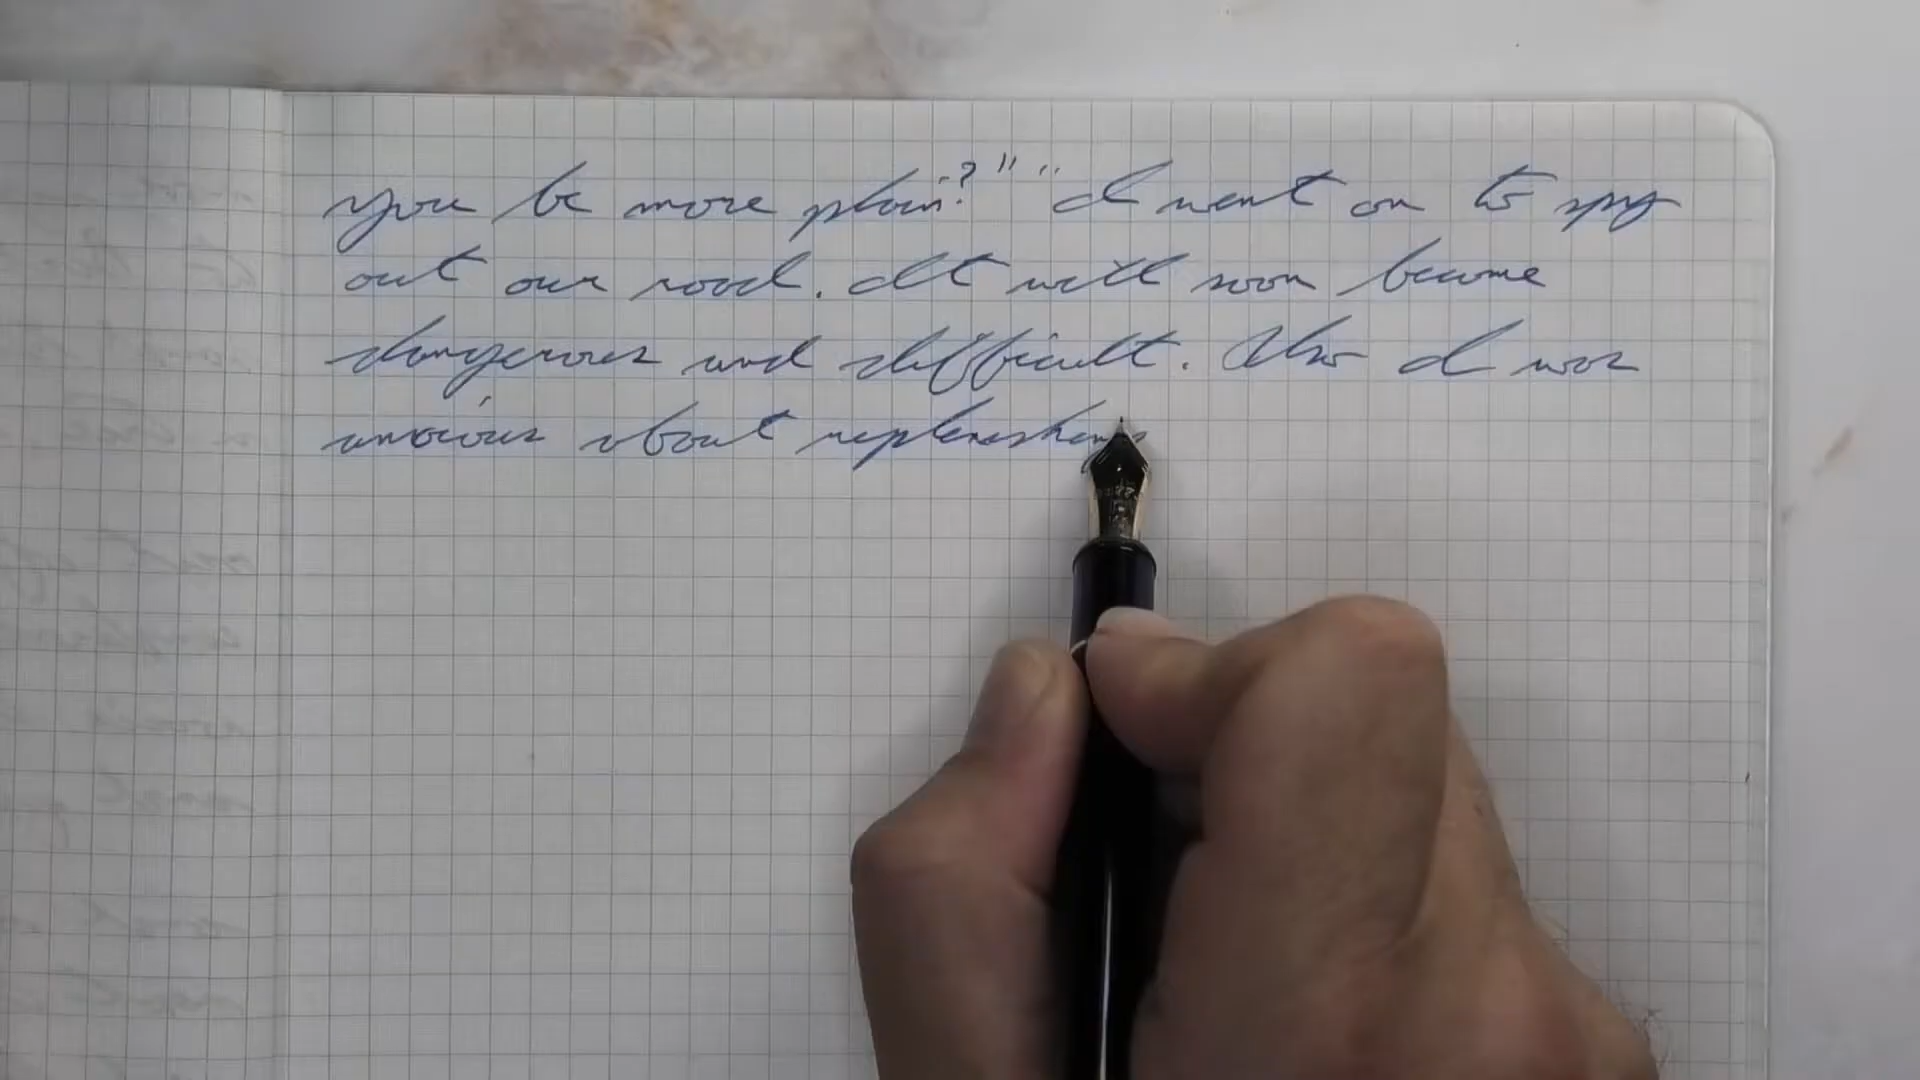 you be more plain?" "I went on to spy
out our road. It will soon become
dangerous and difficult. Also I was
anxious about replenishing